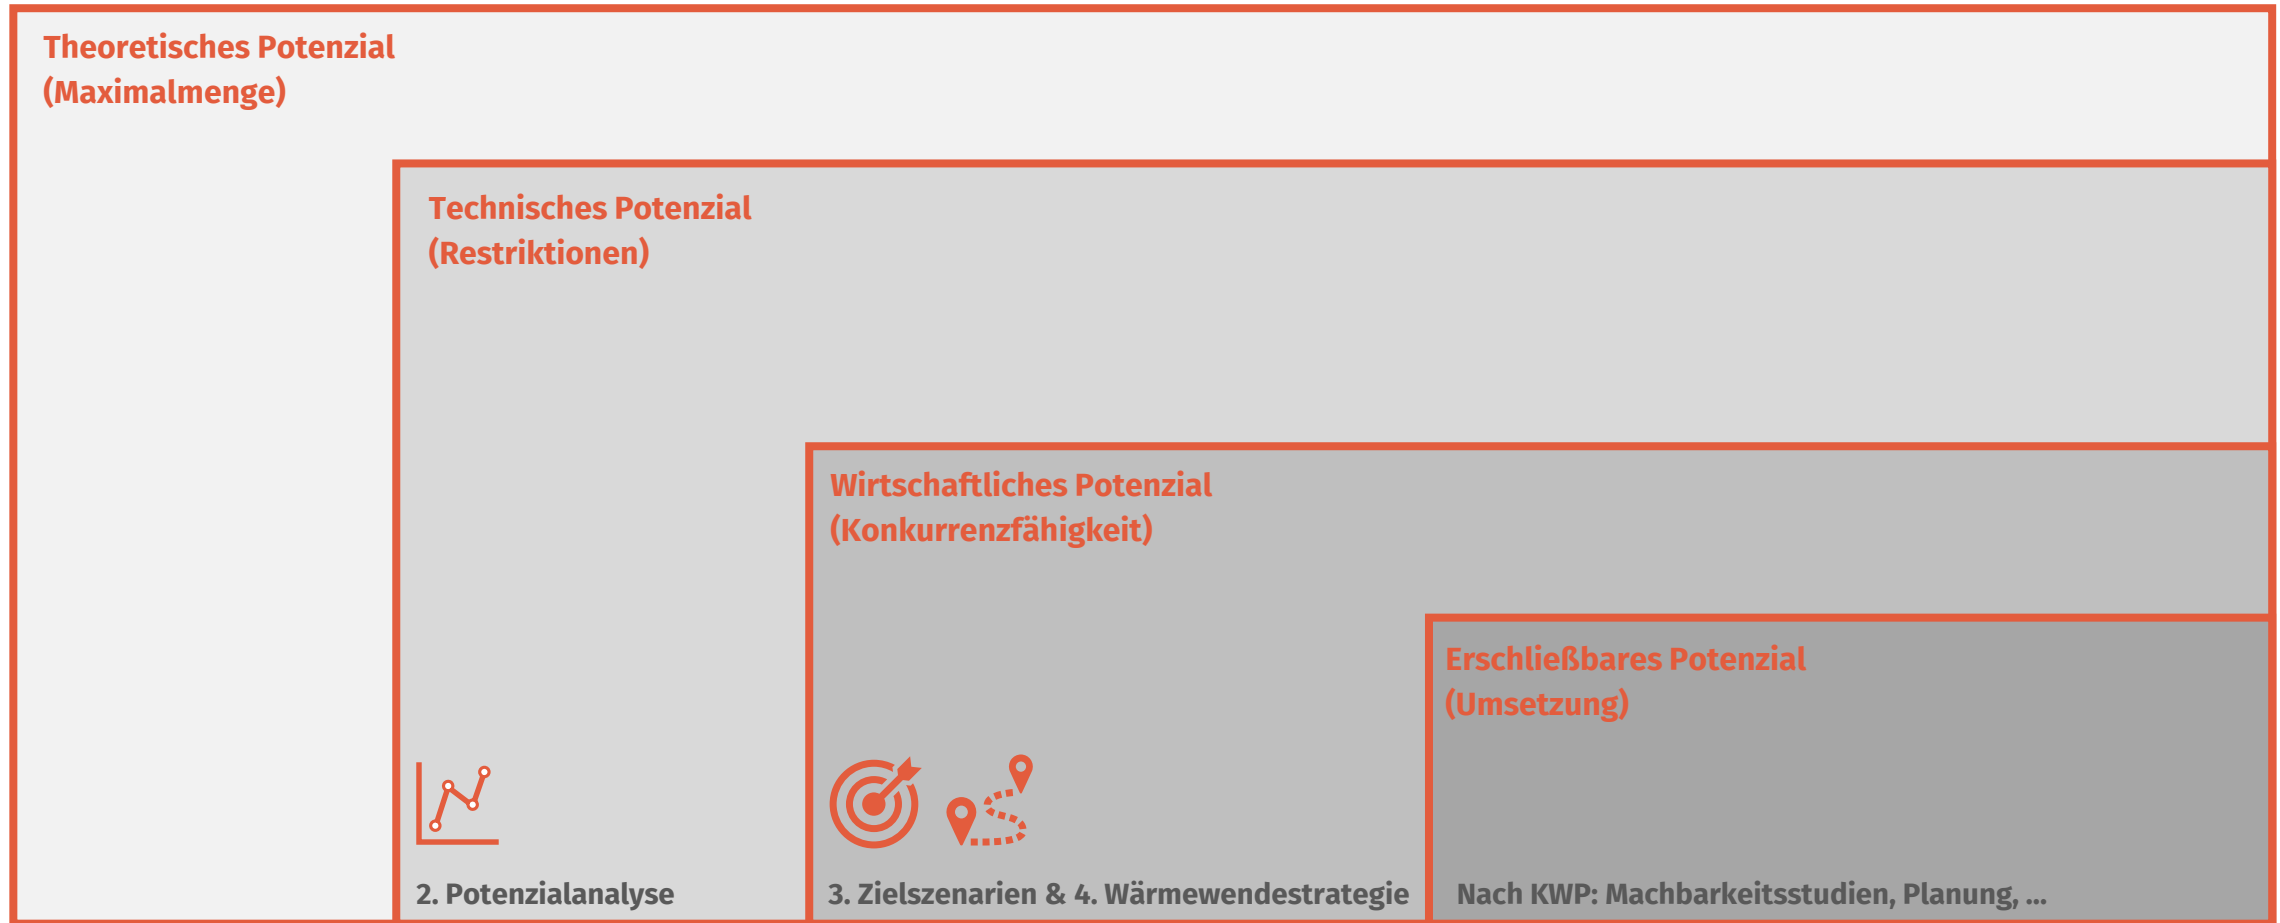 Theoretisches Potenzial
(Maximalmenge)
Technisches Potenzial
(Restriktionen)
Wirtschaftliches Potenzial
(Konkurrenzfähigkeit)
Erschließbares Potenzial
(Umsetzung)
2. Potenzialanalyse
3. Zielszenarien & 4. Wärmewendestrategie
Nach KWP: Machbarkeitsstudien, Planung, ...